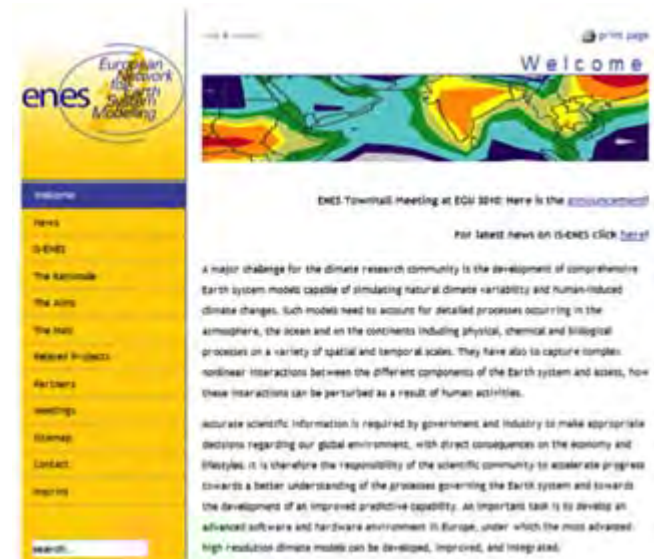 print page
Welcome
enes
European
Network
for
Earth
System
Modelling
ENES Townhall Meeting at EGU 2010: Here is the announcement!
For latest news on IS-ENES click here!
Welcome
News
IS-ENES
The Rationale
The Aims
The Hub
Related Projects
Partners
Meetings
Sitemap
Contact
Imprint
search...
A major challenge for the climate research community is the development of comprehensive
Earth system models capable of simulating natural climate variability and human-induced
climate changes. Such models need to account for detailed processes occurring in the
atmosphere, the ocean and on the continents including physical, chemical and biological
processes on a variety of spatial and temporal scales. They have also to capture complex
nonlinear interactions between the different components of the Earth system and assess, how
these interactions can be perturbed as a result of human activities.
Accurate scientific information is required by government and industry to make appropriate
decisions regarding our global environment, with direct consequences on the economy and
lifestyles. It is therefore the responsibility of the scientific community to accelerate progress
towards a better understanding of the processes governing the Earth system and towards
the development of an improved predictive capability. An important task is to develop an
advanced software and hardware environment in Europe, under which the most advanced
high resolution climate models can be developed, improved, and integrated.